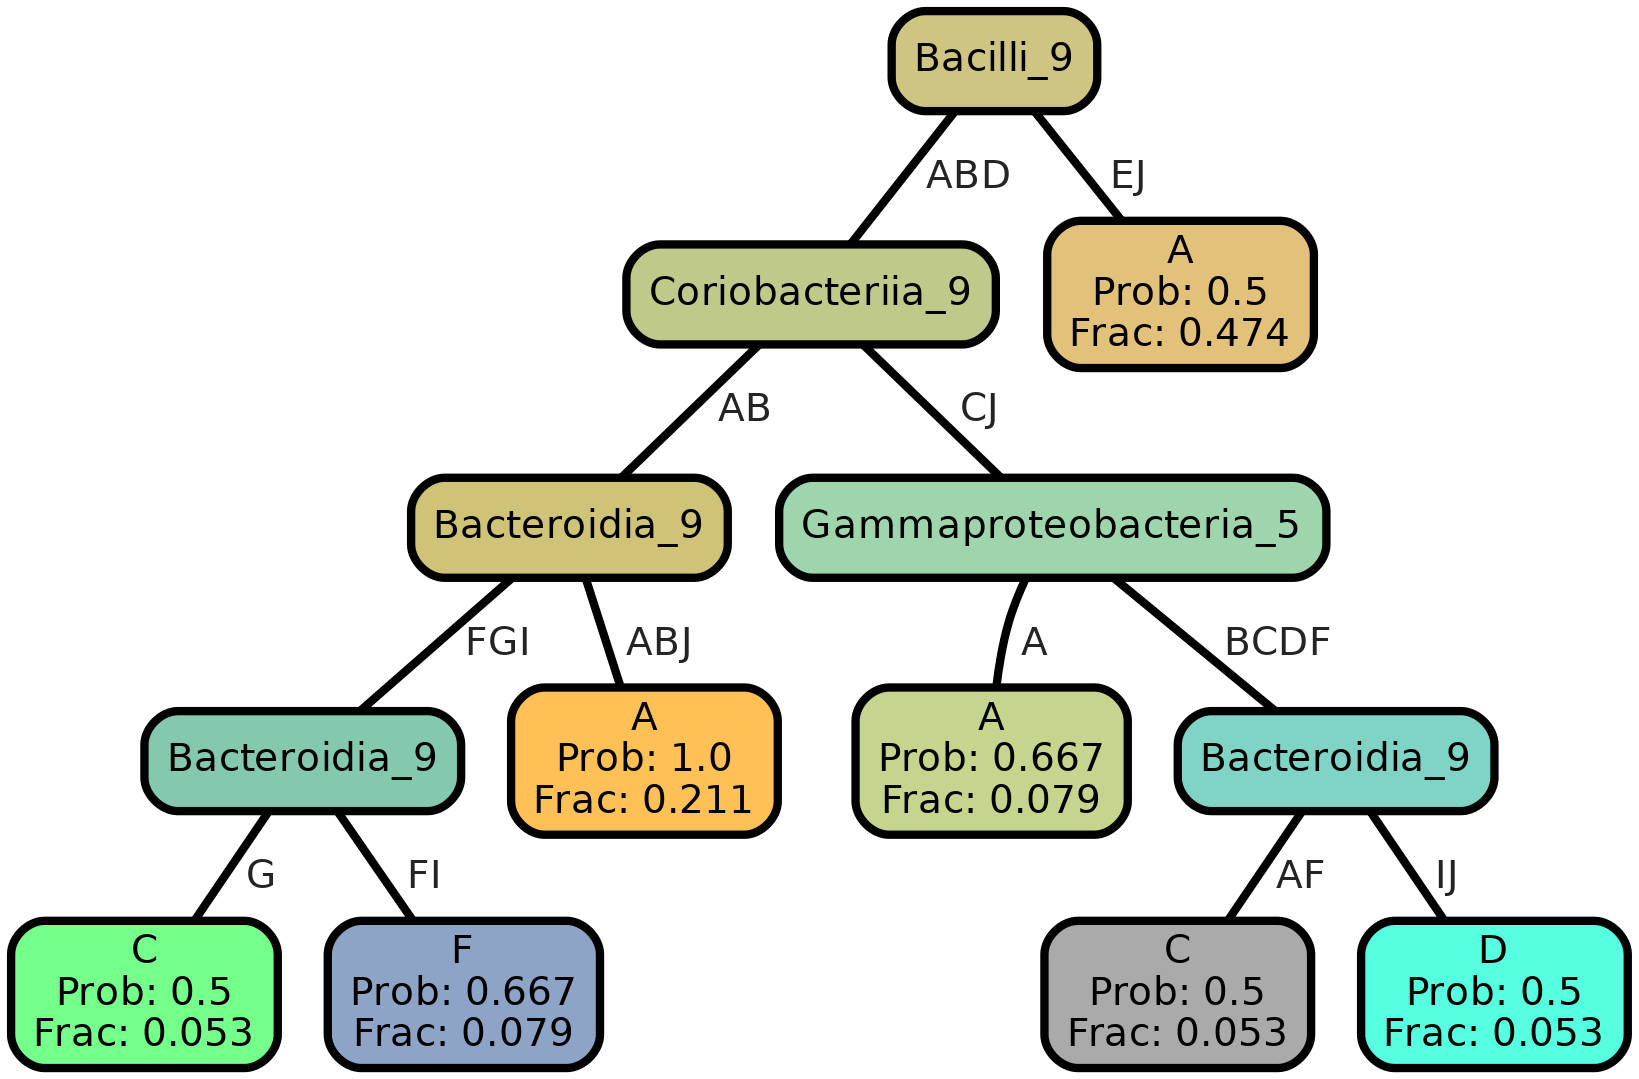 Bacilli_9
ABD
EJ
Coriobacteriia_9
A
Prob: 0.5
Frac: 0.474
AB
CJ
Bacteroidia_9
Gammaproteobacteria_5
FGI
ABJ
A
BCDF
Bacteroidia_9
A
Prob: 1.0
Frac: 0.211
A
Prob: 0.667
Frac: 0.079
Bacteroidia_9
G
FI
AF
IJ
C
Prob: 0.5
Frac: 0.053
F
Prob: 0.667
Frac: 0.079
C
Prob: 0.5
Frac: 0.053
D
Prob: 0.5
Frac: 0.053